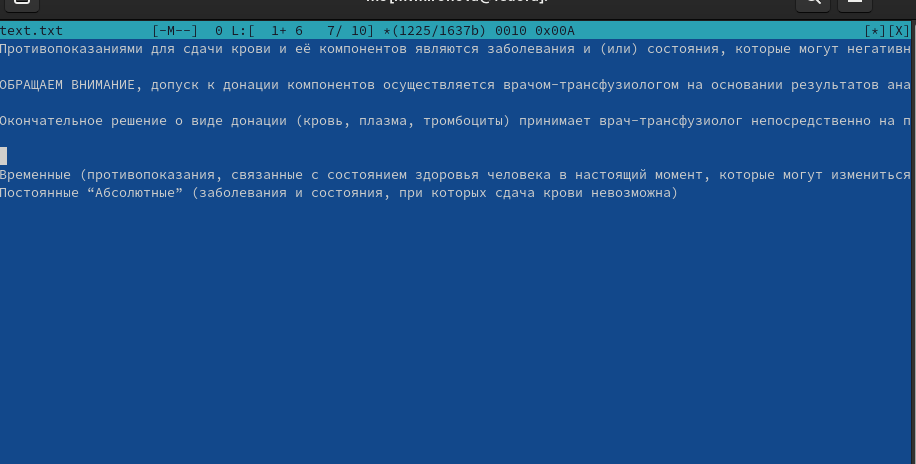 text.txt [-M--] 0 L:[ 1+ 6 7/ 10] *(1225/1637b) 0010 0x00A [*][X]
Противопоказаниями для сдачи крови и её компонентов являются заболевания и (или) состояния, которые могут негативн
ОБРАЩАЕМ ВНИМАНИЕ, допуск к донации компонентов осуществляется врачом-трансфузиологом на основании результатов ана
Окончательное решение о виде донации (кровь, плазма, тромбоциты) принимает врач-трансфузиолог непосредственно на п
Временные (противопоказания, связанные с состоянием здоровья человека в настоящий момент, которые могут измениться
Постоянные “Абсолютные” (заболевания и состояния, при которых сдача крови невозможна)